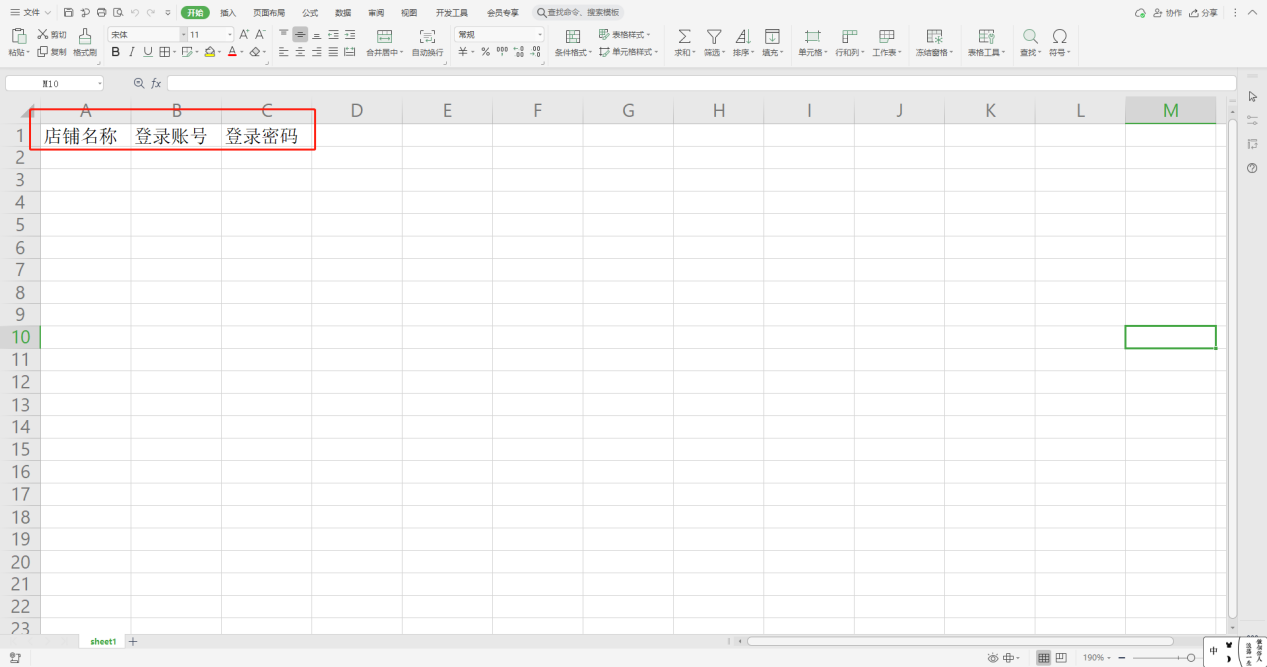 文件 开始 插入 页面布局 公式 数据 审阅 视图 开发工具 会员专享 查找命令、搜索模板 协作 分享
剪切 宋体 11 A+ A- 常规 表格样式
粘贴 复制 格式刷 B I U A 合并居中 自动换行 ¥ % 条件格式 单元格样式 求和 筛选 排序 填充 单元格 行和列 工作表 冻结窗格 表格工具 查找 符号
M10 fx
A B C D E F G H I J K L M
1 店铺名称 登录账号 登录密码
2
3
4
5
6
7
8
9
10
11
12
13
14
15
16
17
18
19
20
21
22
23
sheet1
190% 中